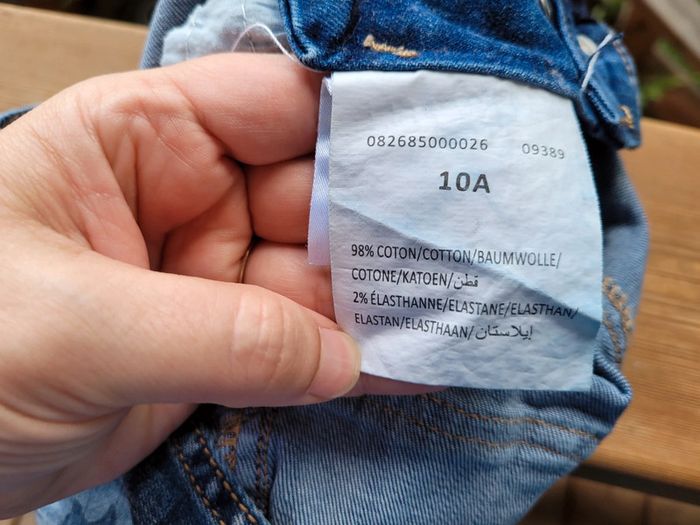 082685000026 09389
10A
98% COTON/COTTON/BAUMWOLLE/
COTONE/KATOEN/قطن
2% ÉLASTHANNE/ELASTANE/ELASTHAN/
ELASTAN/ELASTHAAN/إيلاستان